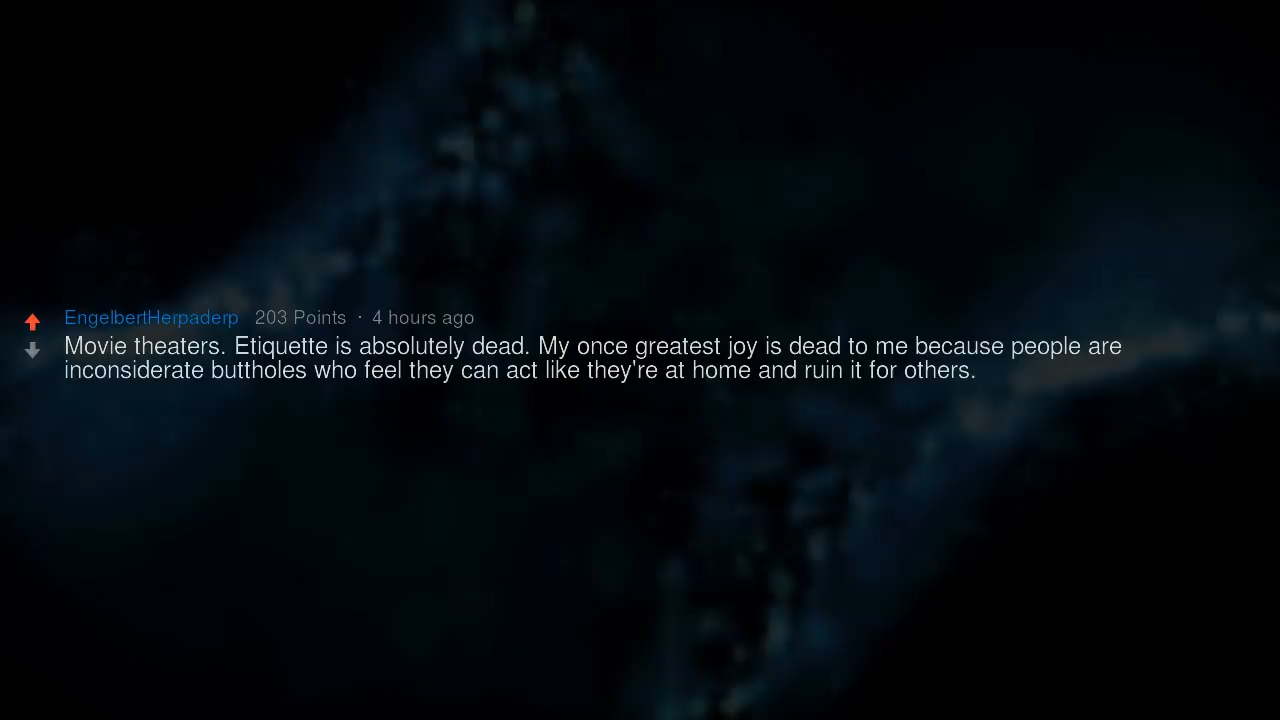 EngelbertHerpaderp 203 Points · 4 hours ago
Movie theaters. Etiquette is absolutely dead. My once greatest joy is dead to me because people are
inconsiderate buttholes who feel they can act like they're at home and ruin it for others.